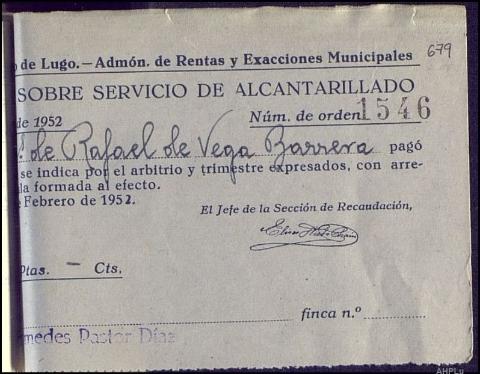 o de Lugo.—Admón. de Rentas y Exacciones Municipales
679
SOBRE SERVICIO DE ALCANTARILLADO
de 1952 Núm. de orden 1546
de Rafael de Vega Barrera pagó
se indica por el arbitrio y trimestre expresados, con arre-
la formada al efecto.
Febrero de 1952.
El Jefe de la Sección de Recaudación,
Ptas. — Cts.
finca n.º
medes Pastor Díaz
AHPLu